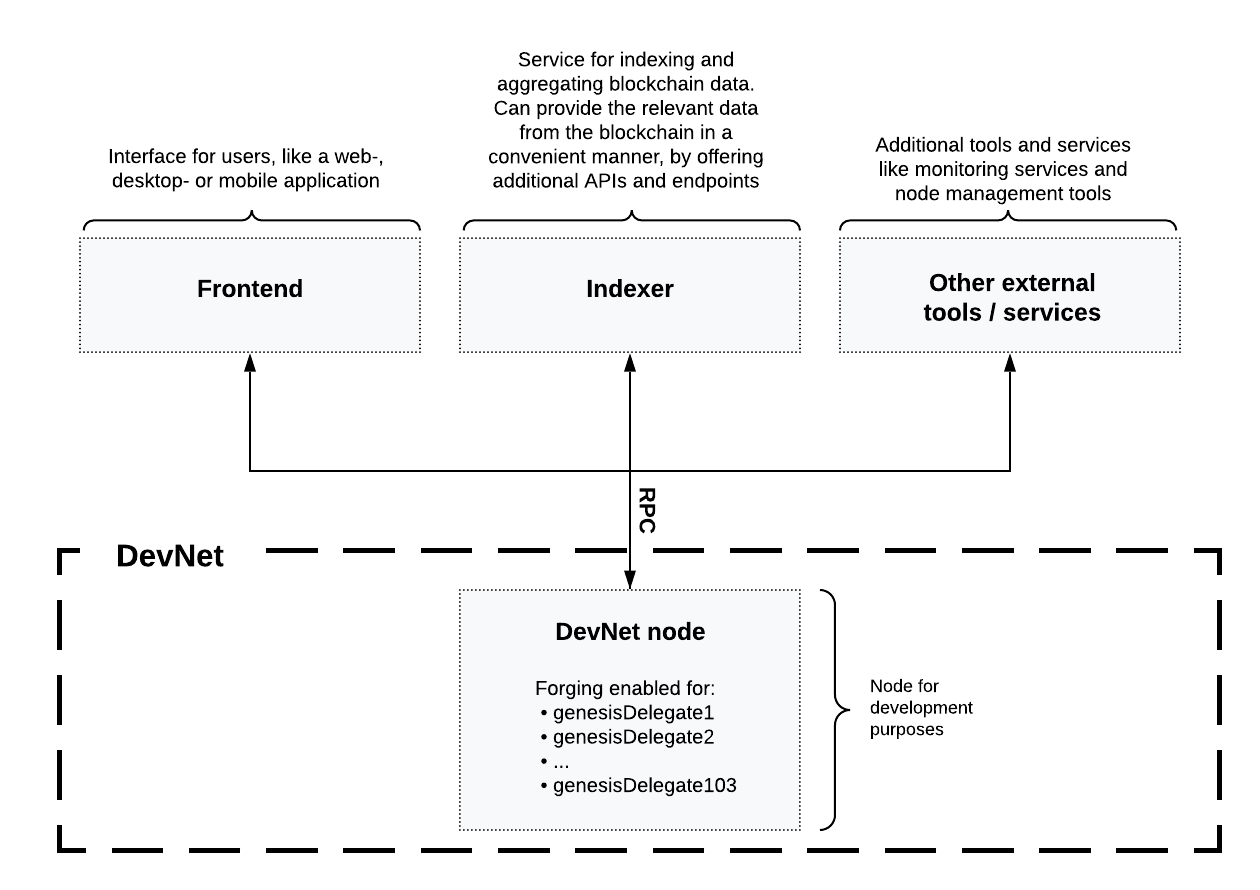 Interface for users, like a web-,
desktop- or mobile application
Service for indexing and
aggregating blockchain data.
Can provide the relevant data
from the blockchain in a
convenient manner, by offering
additional APIs and endpoints
Additional tools and services
like monitoring services and
node management tools
Frontend
Indexer
Other external
tools / services
RPC
DevNet
DevNet node
Forging enabled for:
• genesisDelegate1
• genesisDelegate2
• ...
• genesisDelegate103
Node for
development
purposes